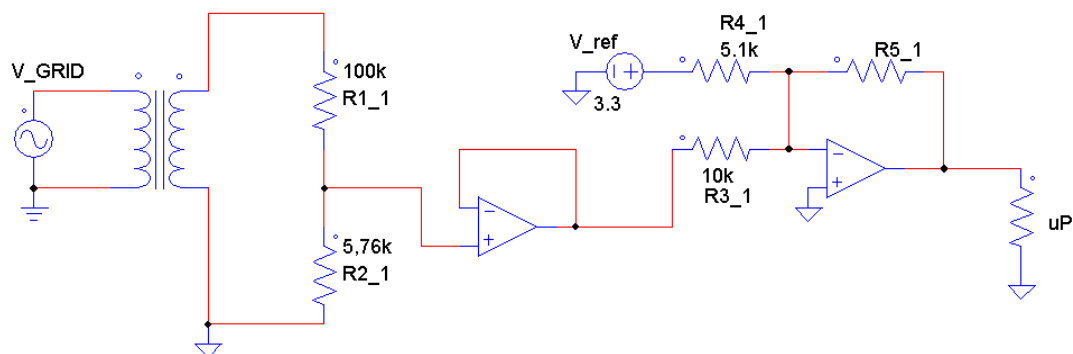 V_GRID
100k
R1_1
5,76k
R2_1
V_ref
3.3
R4_1
5.1k
R5_1
10k
R3_1
uP